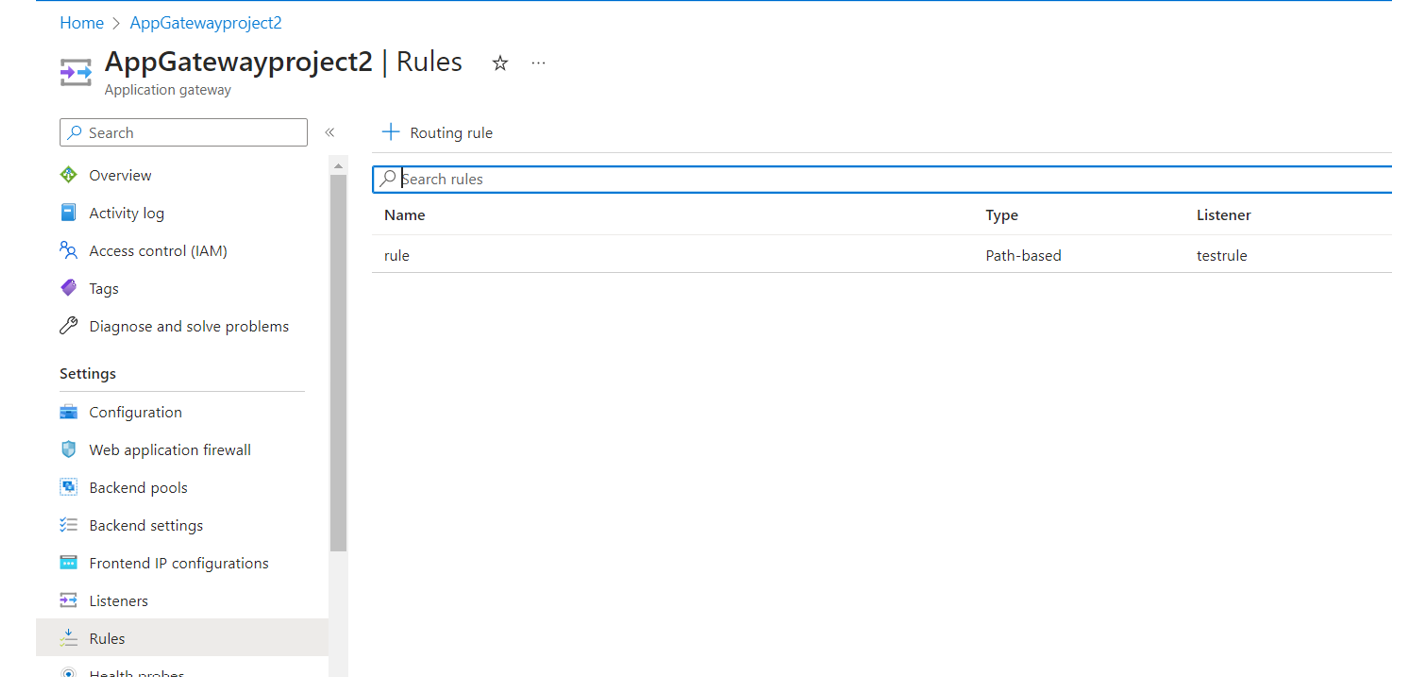 Home > AppGatewayproject2
AppGatewayproject2 | Rules ...
Application gateway
Search «
Overview
Activity log
Access control (IAM)
Tags
Diagnose and solve problems
Settings
Configuration
Web application firewall
Backend pools
Backend settings
Frontend IP configurations
Listeners
Rules
Health probes
+ Routing rule
Search rules
Name Type Listener
rule Path-based testrule